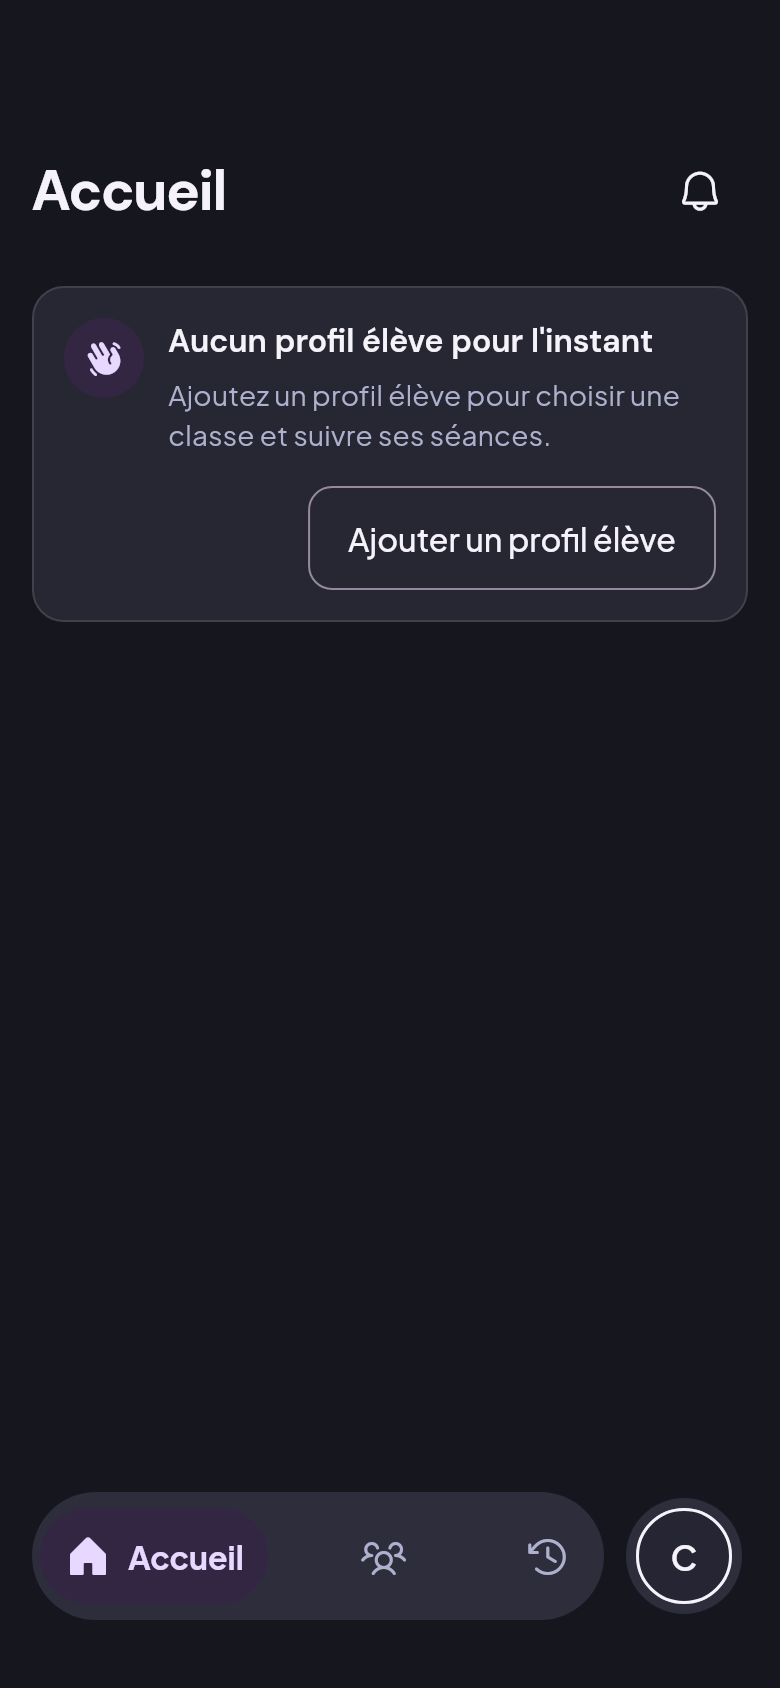 Accueil
Aucun profil élève pour l'instant
Ajoutez un profil élève pour choisir une
classe et suivre ses séances.
Ajouter un profil élève
Accueil
C